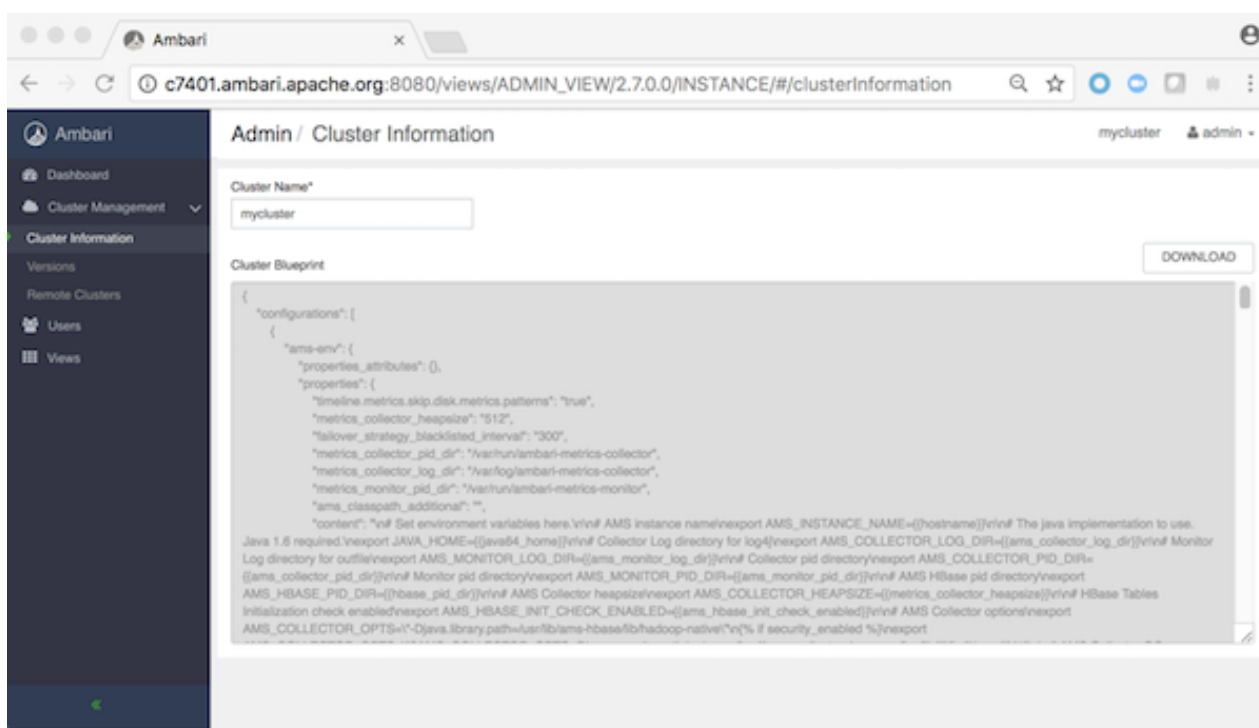 Ambari
c7401.ambari.apache.org:8080/views/ADMIN_VIEW/2.7.0.0/INSTANCE/#/clusterInformation
Ambari
Admin / Cluster Information
mycluster
admin
Dashboard
Cluster Management
Cluster Information
Versions
Remote Clusters
Users
Views
Cluster Name*
mycluster
Cluster Blueprint
DOWNLOAD
{
"configurations": [
{
"ams-env": {
"properties_attributes": {},
"properties": {
"timeline.metrics.skip.disk.metrics.patterns": "true",
"metrics_collector_heapsize": "512",
"failover_strategy_blacklisted_interval": "300",
"metrics_collector_pid_dir": "/var/run/ambari-metrics-collector",
"metrics_collector_log_dir": "/var/log/ambari-metrics-collector",
"metrics_monitor_pid_dir": "/var/run/ambari-metrics-monitor",
"ams_classpath_additional": "",
"content": "\n# Set environment variables here.\n\n# AMS instance name\nexport AMS_INSTANCE_NAME={{hostname}}\n\n# The java implementation to use.
Java 1.6 required.\nexport JAVA_HOME={{java64_home}}\n\n# Collector Log directory for log4j\nexport AMS_COLLECTOR_LOG_DIR={{ams_collector_log_dir}}\n\n# Monitor
Log directory for outfile\nexport AMS_MONITOR_LOG_DIR={{ams_monitor_log_dir}}\n\n# Collector pid directory\nexport AMS_COLLECTOR_PID_DIR=
{{ams_collector_pid_dir}}\n\n# Monitor pid directory\nexport AMS_MONITOR_PID_DIR={{ams_monitor_pid_dir}}\n\n# AMS HBase pid directory\nexport
AMS_HBASE_PID_DIR={{hbase_pid_dir}}\n\n# AMS Collector heapsize\nexport AMS_COLLECTOR_HEAPSIZE={{metrics_collector_heapsize}}\n\n# HBase Tables
Initialization check enabled\nexport AMS_HBASE_INIT_CHECK_ENABLED={{ams_hbase_init_check_enabled}}\n\n# AMS Collector options\nexport
AMS_COLLECTOR_OPTS=\"-Djava.library.path=/usr/lib/ams-hbase/lib/hadoop-native\"\n{% if security_enabled %}\nexport